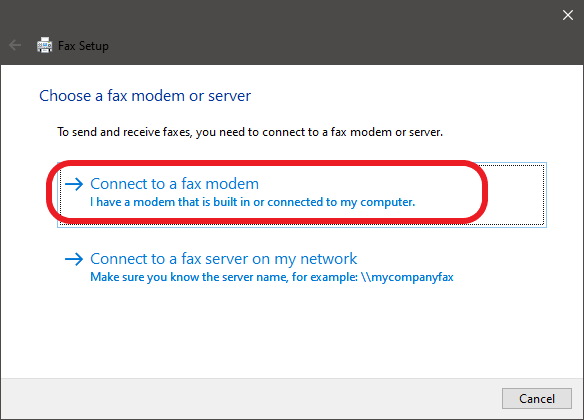 Fax Setup
Choose a fax modem or server
To send and receive faxes, you need to connect to a fax modem or server.
Connect to a fax modem
I have a modem that is built in or connected to my computer.
Connect to a fax server on my network
Make sure you know the server name, for example: \\mycompanyfax
Cancel